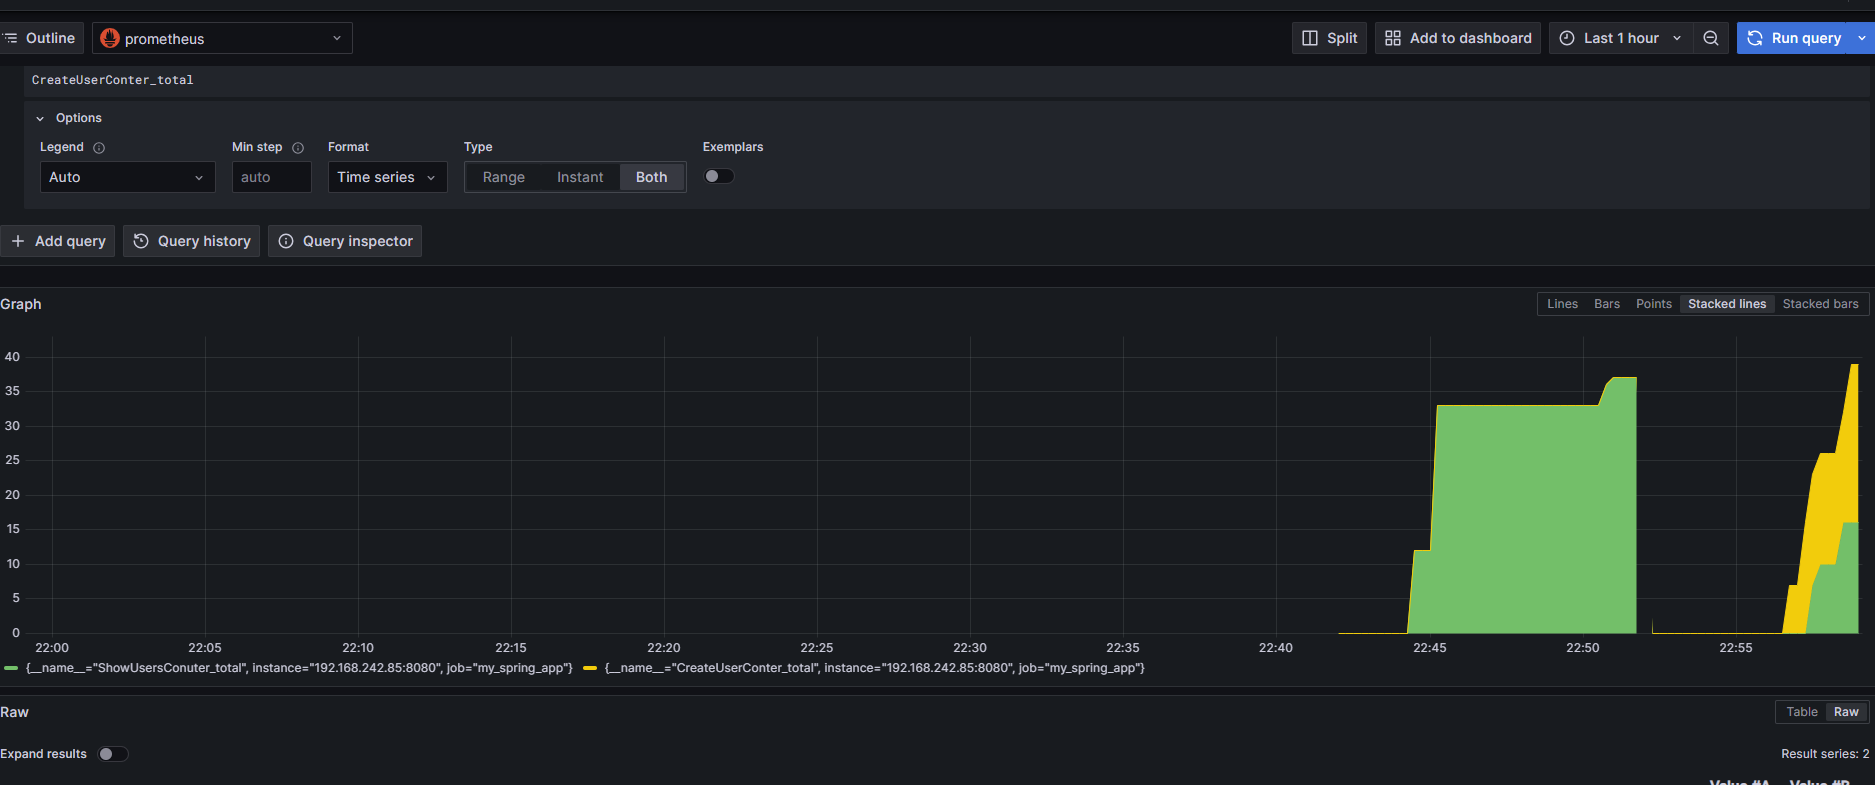 Outline prometheus Split Add to dashboard Last 1 hour Run query
CreateUserConter_total
Options
Legend Min step Format Type Exemplars
Auto auto Time series Range Instant Both
Add query Query history Query inspector
Graph Lines Bars Points Stacked lines Stacked bars
40
35
30
25
20
15
10
5
0
22:00 22:05 22:10 22:15 22:20 22:25 22:30 22:35 22:40 22:45 22:50 22:55
{__name__="ShowUsersConuter_total", instance="192.168.242.85:8080", job="my_spring_app"} {__name__="CreateUserConter_total", instance="192.168.242.85:8080", job="my_spring_app"}
Raw Table Raw
Expand results Result series: 2
Value #A Value #B